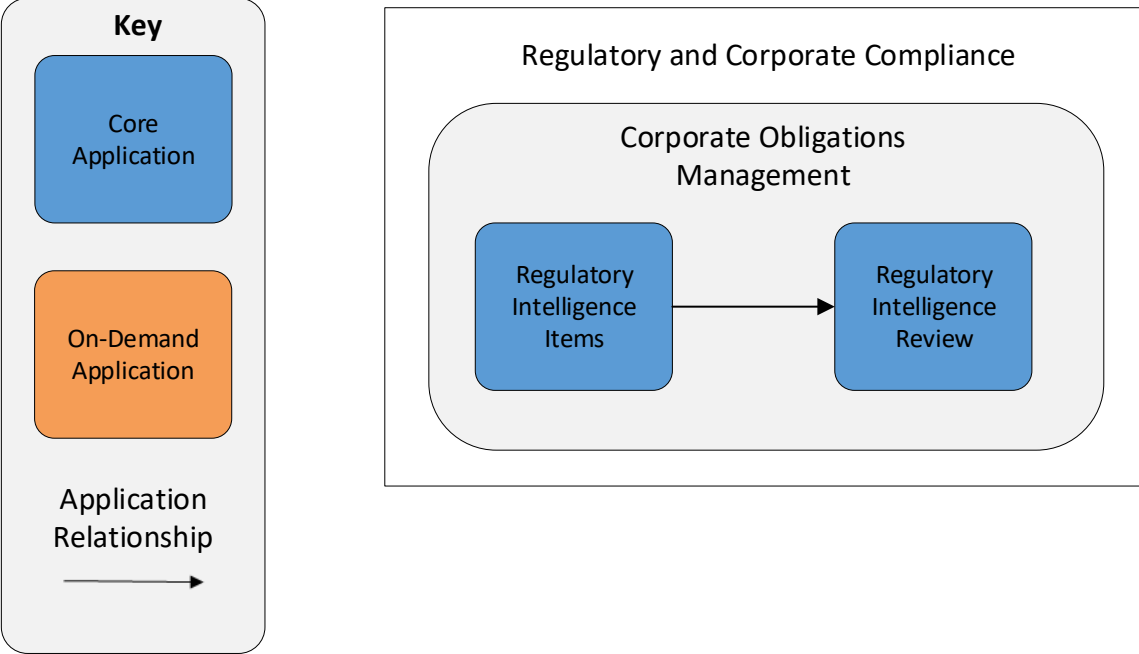 Key
Core
Application
On-Demand
Application
Application
Relationship
Regulatory and Corporate Compliance
Corporate Obligations
Management
Regulatory
Intelligence
Items
Regulatory
Intelligence
Review